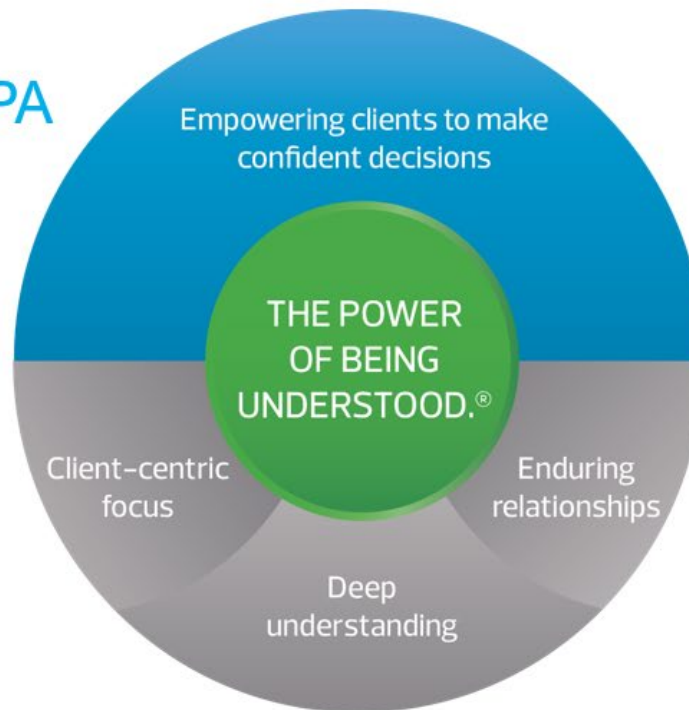 PA
Empowering clients to make
confident decisions
THE POWER
OF BEING
UNDERSTOOD.®
Client-centric
focus
Enduring
relationships
Deep
understanding